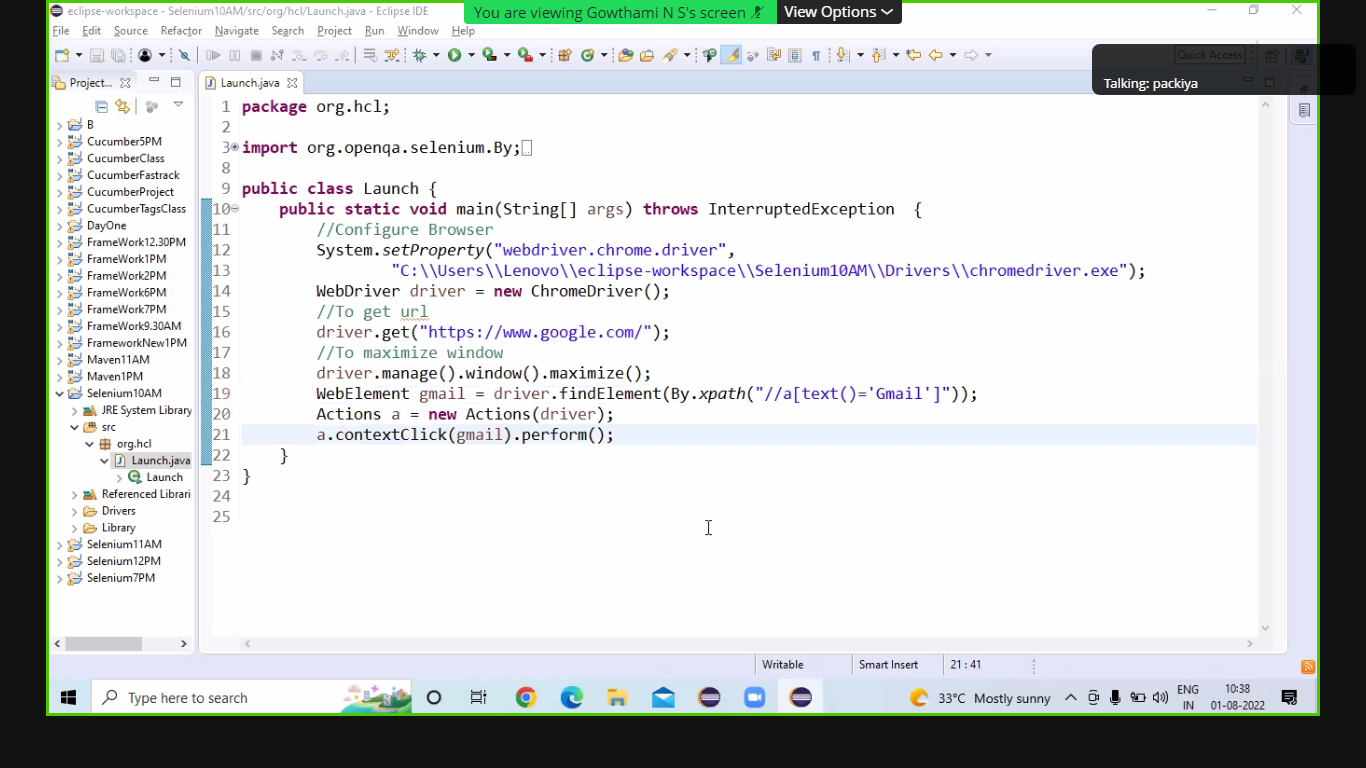 You are viewing Gowthami N S's screen
View Options
eclipse-workspace - Selenium10AM/src/org/hcl/Launch.java - Eclipse IDE
File Edit Source Refactor Navigate Search Project Run Window Help
Quick Access
Talking: packiya
Project...
Launch.java
B
Cucumber5PM
CucumberClass
CucumberFastrack
CucumberProject
CucumberTagsClass
DayOne
FrameWork12.30PM
FrameWork1PM
FrameWork2PM
FrameWork6PM
FrameWork7PM
FrameWork9.30AM
FrameworkNew1PM
Maven11AM
Maven1PM
Selenium10AM
JRE System Library
src
org.hcl
Launch.java
Launch
Referenced Librari
Drivers
Library
Selenium11AM
Selenium12PM
Selenium7PM
1 package org.hcl;
2
3 import org.openqa.selenium.By;
8
9 public class Launch {
10 public static void main(String[] args) throws InterruptedException {
11 //Configure Browser
12 System.setProperty("webdriver.chrome.driver",
13 "C:\\Users\\Lenovo\\eclipse-workspace\\Selenium10AM\\Drivers\\chromedriver.exe");
14 WebDriver driver = new ChromeDriver();
15 //To get url
16 driver.get("https://www.google.com/");
17 //To maximize window
18 driver.manage().window().maximize();
19 WebElement gmail = driver.findElement(By.xpath("//a[text()='Gmail']"));
20 Actions a = new Actions(driver);
21 a.contextClick(gmail).perform();
22 }
23 }
24
25
Writable
Smart Insert
21 : 41
Type here to search
33°C Mostly sunny
ENG
IN
10:38
01-08-2022